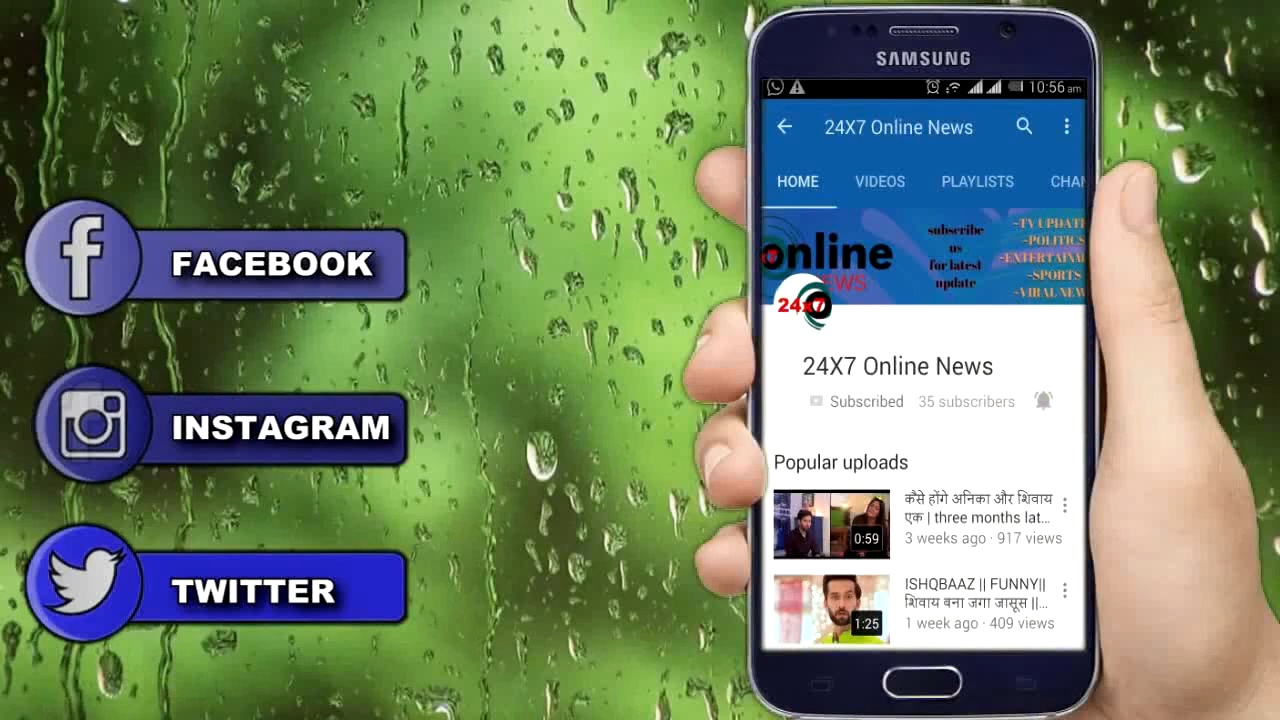 FACEBOOK
INSTAGRAM
TWITTER
SAMSUNG
10:56 am
24X7 Online News
HOME VIDEOS PLAYLISTS CHAN
online
NEWS
24x7
subscribe
us
for latest
update
~TV UPDATE
~POLITICS
~ENTERTAINM
~SPORTS
~VIRAL NEW
24X7 Online News
Subscribed 35 subscribers
Popular uploads
0:59
कैसे होंगे अनिका और शिवाय
एक | three months lat...
3 weeks ago · 917 views
1:25
ISHQBAAZ || FUNNY||
शिवाय बना जगा जासूस ||...
1 week ago · 409 views